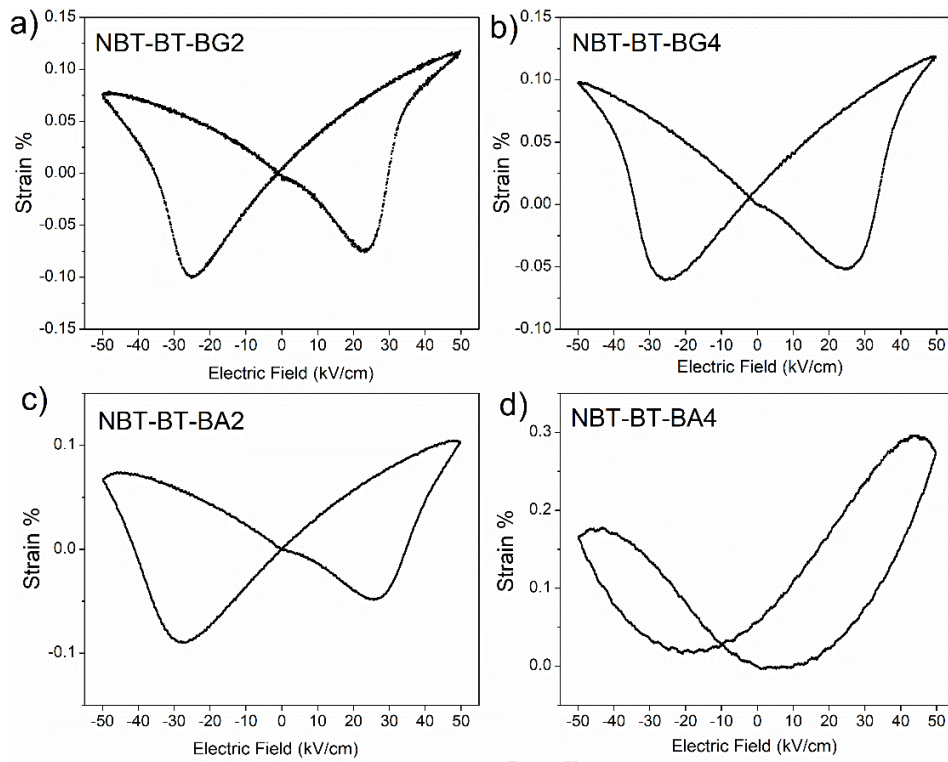 a)
NBT-BT-BG2
0.15
0.10
0.05
0.00
-0.05
-0.10
-0.15
Strain %
-50 -40 -30 -20 -10 0 10 20 30 40 50
Electric Field (kV/cm)
b)
NBT-BT-BG4
0.15
0.10
0.05
0.00
-0.05
-0.10
Strain %
-50 -40 -30 -20 -10 0 10 20 30 40 50
Electric Field (kV/cm)
c)
NBT-BT-BA2
0.1
0.0
-0.1
Strain %
-50 -40 -30 -20 -10 0 10 20 30 40 50
Electric Field (kV/cm)
d)
NBT-BT-BA4
0.3
0.2
0.1
0.0
Strain %
-50 -40 -30 -20 -10 0 10 20 30 40 50
Electric Field (kV/cm)